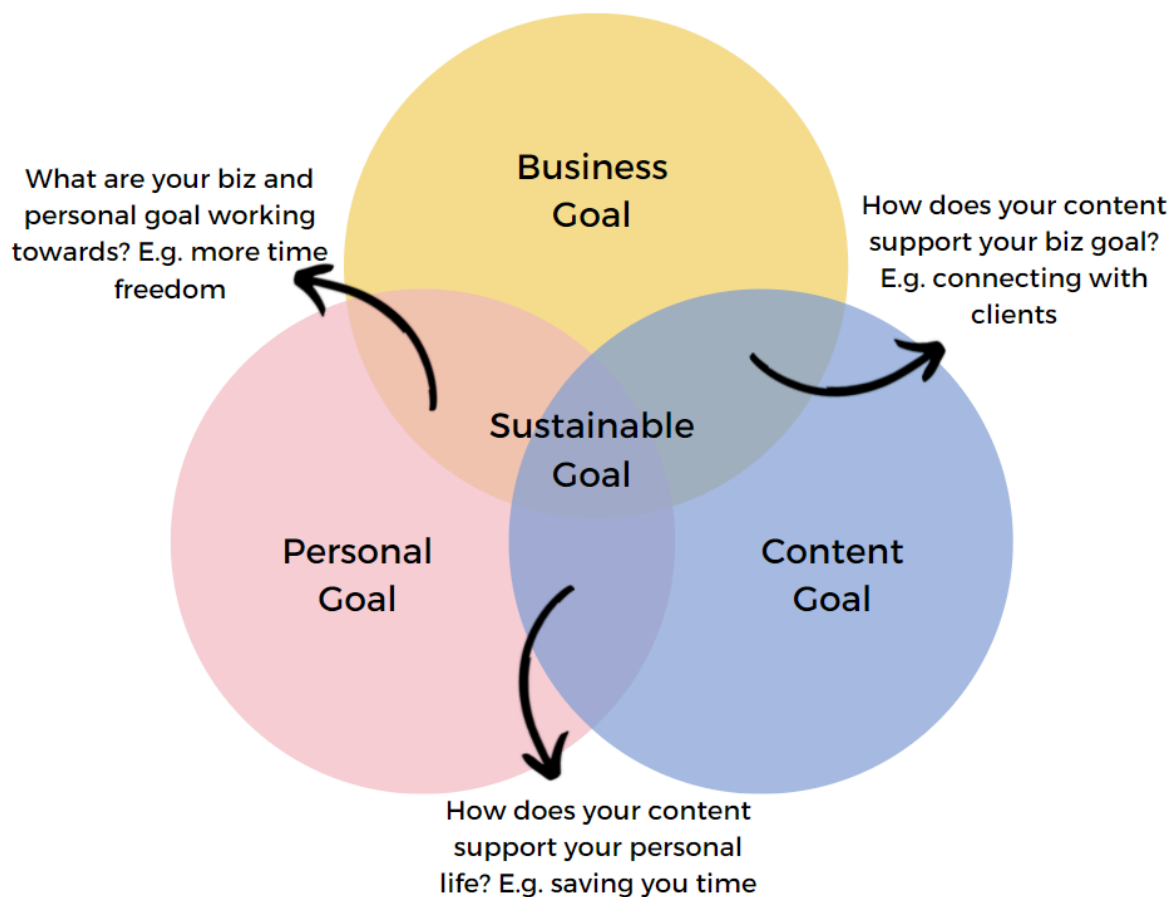 Business
Goal
What are your biz and
personal goal working
towards? E.g. more time
freedom
How does your content
support your biz goal?
E.g. connecting with
clients
Sustainable
Goal
Personal
Goal
Content
Goal
How does your content
support your personal
life? E.g. saving you time